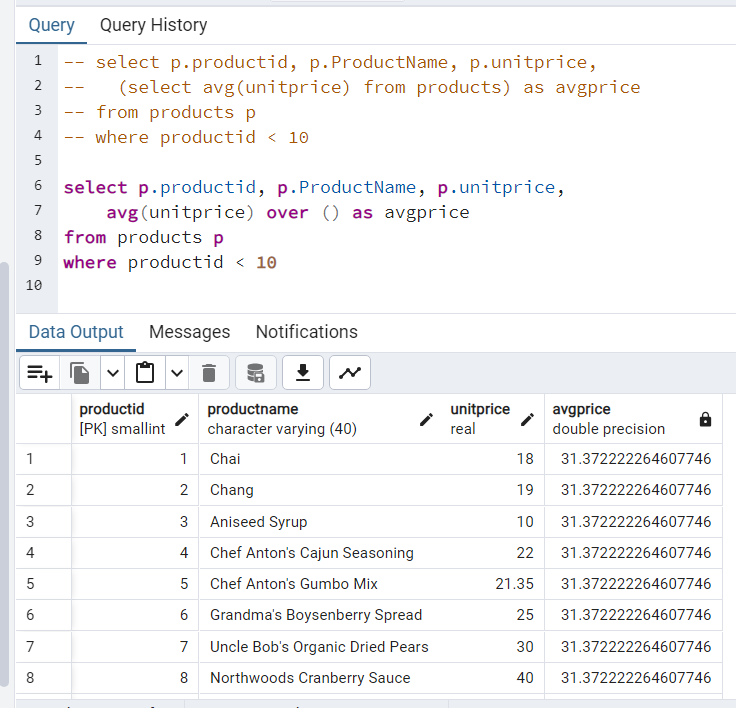 Query Query History
1 -- select p.productid, p.ProductName, p.unitprice,
2 -- (select avg(unitprice) from products) as avgprice
3 -- from products p
4 -- where productid < 10
5
6 select p.productid, p.ProductName, p.unitprice,
7 avg(unitprice) over () as avgprice
8 from products p
9 where productid < 10
10
Data Output Messages Notifications
productid productname unitprice avgprice
[PK] smallint character varying (40) real double precision
1 1 Chai 18 31.372222264607746
2 2 Chang 19 31.372222264607746
3 3 Aniseed Syrup 10 31.372222264607746
4 4 Chef Anton's Cajun Seasoning 22 31.372222264607746
5 5 Chef Anton's Gumbo Mix 21.35 31.372222264607746
6 6 Grandma's Boysenberry Spread 25 31.372222264607746
7 7 Uncle Bob's Organic Dried Pears 30 31.372222264607746
8 8 Northwoods Cranberry Sauce 40 31.372222264607746